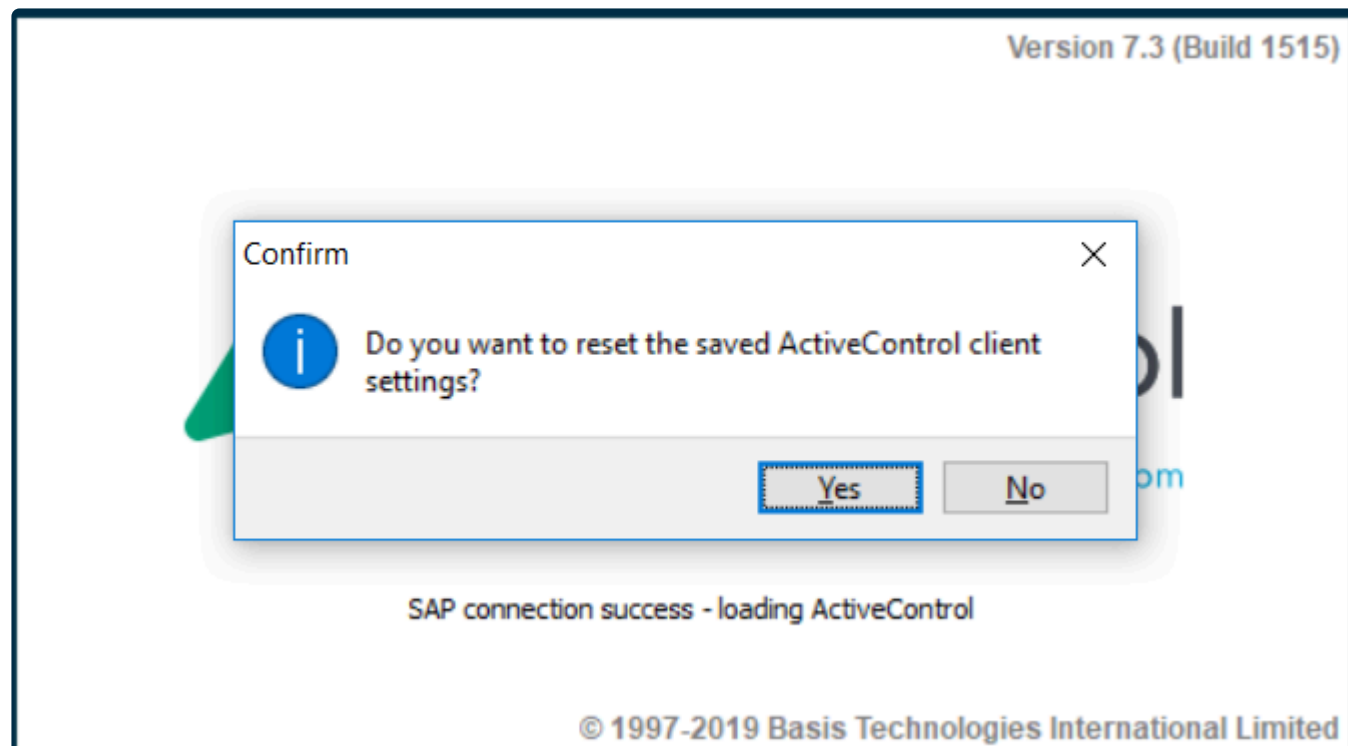 Version 7.3 (Build 1515)
Confirm
Do you want to reset the saved ActiveControl client
settings?
Yes
No
SAP connection success - loading ActiveControl
© 1997-2019 Basis Technologies International Limited